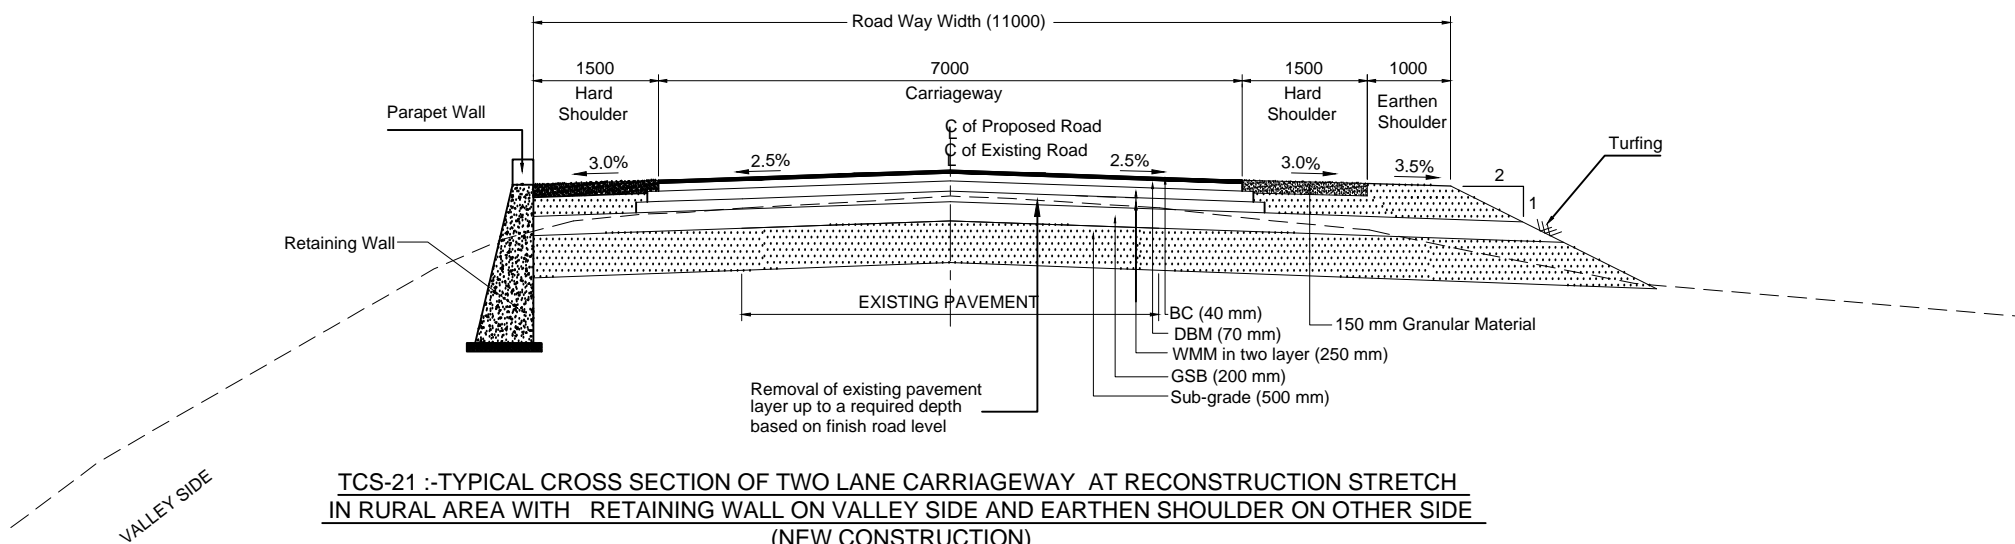 Road Way Width (11000)
1500
7000
1500
1000
Hard
Shoulder
Carriageway
Hard
Shoulder
Earthen
Shoulder
Parapet Wall
C of Proposed Road
L
C of Existing Road
L
Turfing
3.0%
2.5%
2.5%
3.0%
3.5%
2
1
Retaining Wall
EXISTING PAVEMENT
BC (40 mm)
150 mm Granular Material
DBM (70 mm)
WMM in two layer (250 mm)
GSB (200 mm)
Sub-grade (500 mm)
Removal of existing pavement
layer up to a required depth
based on finish road level
VALLEY SIDE
TCS-21 :-TYPICAL CROSS SECTION OF TWO LANE CARRIAGEWAY AT RECONSTRUCTION STRETCH
IN RURAL AREA WITH RETAINING WALL ON VALLEY SIDE AND EARTHEN SHOULDER ON OTHER SIDE
(NEW CONSTRUCTION)